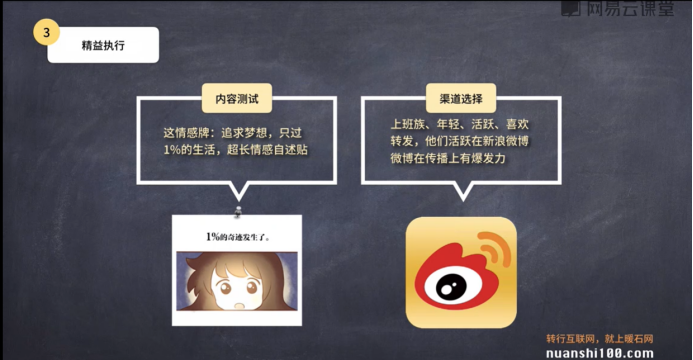 网易云课堂
3
精益执行
内容测试
这情感牌：追求梦想，只过
1%的生活，超长情感自述贴
渠道选择
上班族、年轻、活跃、喜欢
转发，他们活跃在新浪微博
微博在传播上有爆发力
1%的奇迹发生了。
转行互联网，就上暖石网
nuanshi100.com